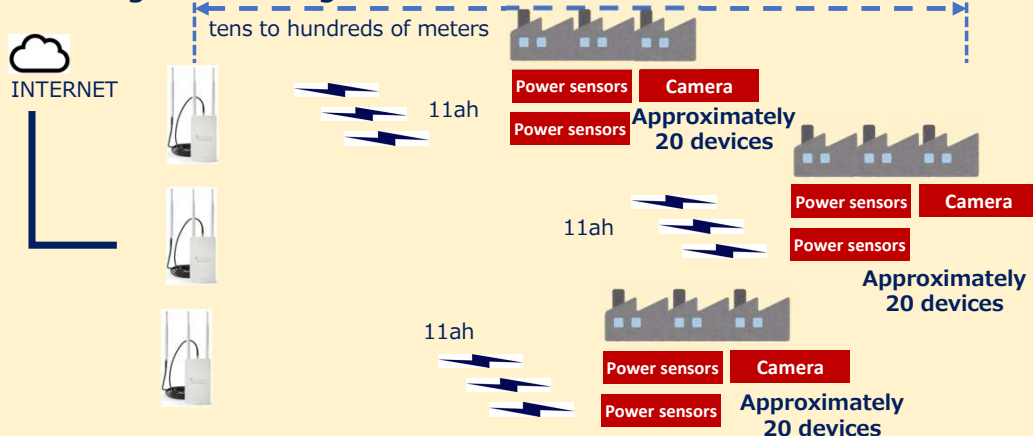 tens to hundreds of meters
INTERNET
11ah
Power sensors
Camera
Power sensors
Approximately
20 devices
11ah
Power sensors
Camera
Power sensors
Approximately
20 devices
11ah
Power sensors
Camera
Power sensors
Approximately
20 devices